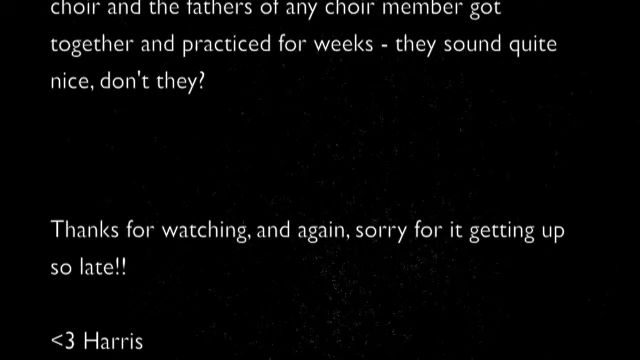 choir and the fathers of any choir member got
together and practiced for weeks - they sound quite
nice, don't they?
Thanks for watching, and again, sorry for it getting up
so late!!
<3 Harris